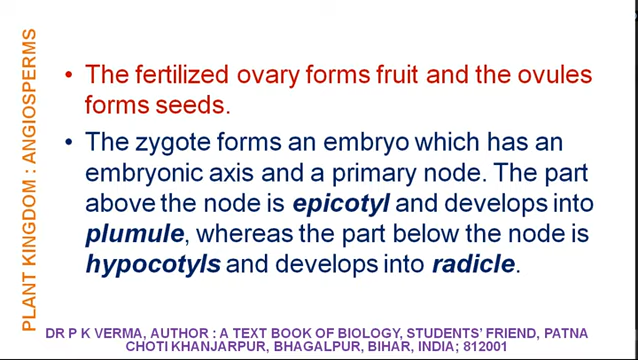 PLANT KINGDOM : ANGIOSPERMS
• The fertilized ovary forms fruit and the ovules
forms seeds.
• The zygote forms an embryo which has an
embryonic axis and a primary node. The part
above the node is epicotyl and develops into
plumule, whereas the part below the node is
hypocotyls and develops into radicle.
DR P K VERMA, AUTHOR : A TEXT BOOK OF BIOLOGY, STUDENTS' FRIEND, PATNA
CHOTI KHANJARPUR, BHAGALPUR, BIHAR, INDIA; 812001